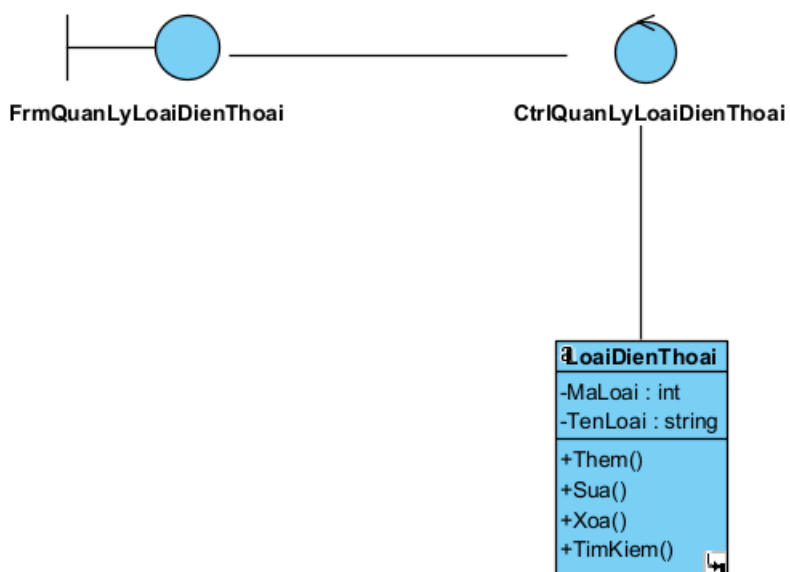 FrmQuanLyLoaiDienThoai
CtrlQuanLyLoaiDienThoai
LoaiDienThoai
-MaLoai : int
-TenLoai : string
+Them()
+Sua()
+Xoa()
+TimKiem()